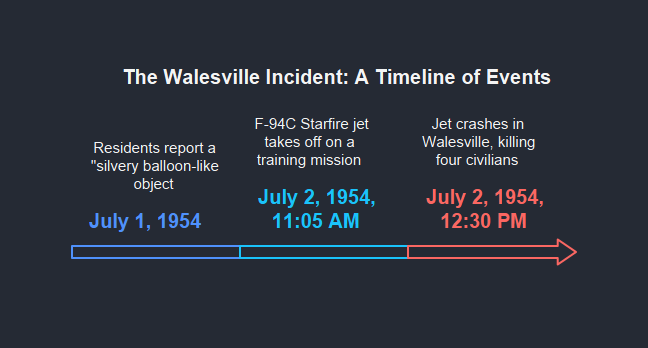 The Walesville Incident: A Timeline of Events
Residents report a
"silvery balloon-like
object
July 1, 1954
F-94C Starfire jet
takes off on a
training mission
July 2, 1954,
11:05 AM
Jet crashes in
Walesville, killing
four civilians
July 2, 1954,
12:30 PM